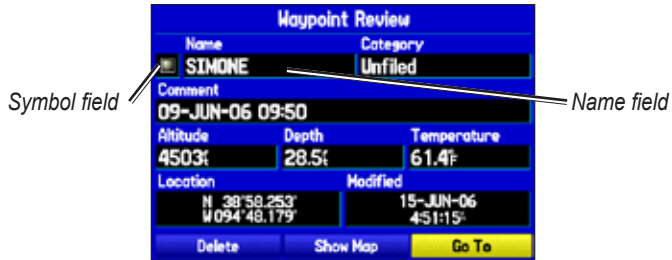 Waypoint Review
Name Category
SIMONE Unfiled
Symbol field Name field
Comment
09-JUN-06 09:50
Altitude Depth Temperature
4503ft 28.5ft 61.4°F
Location Modified
N 38°58.253' 15-JUN-06
W094°48.179' 4:51:15
Delete Show Map Go To